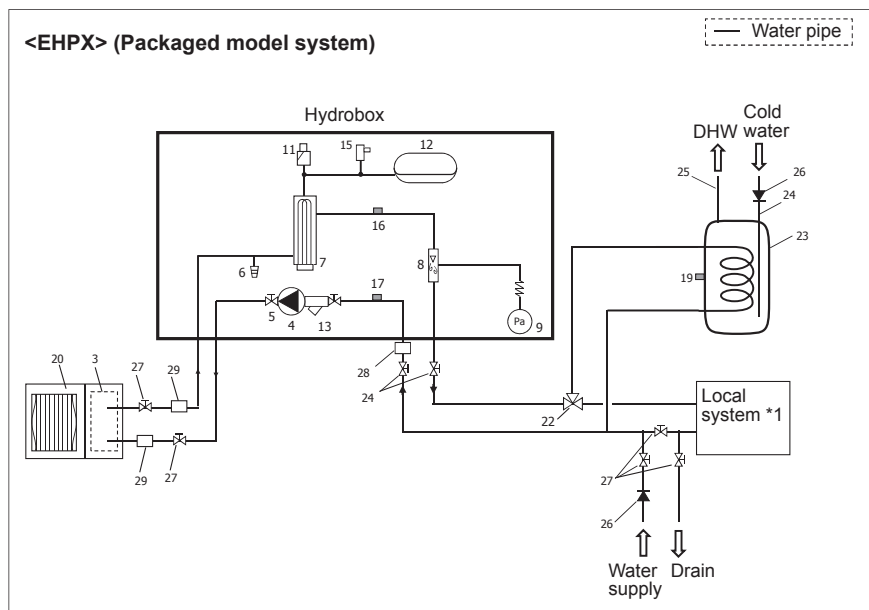 <EHPX> (Packaged model system)
Water pipe
Hydrobox
DHW
Cold
water
11
15
12
25
26
24
16
7
6
8
23
19
17
5
4
13
Pa
9
20
3
27
29
28
24
22
Local
system *1
29
27
27
26
Water
supply
Drain